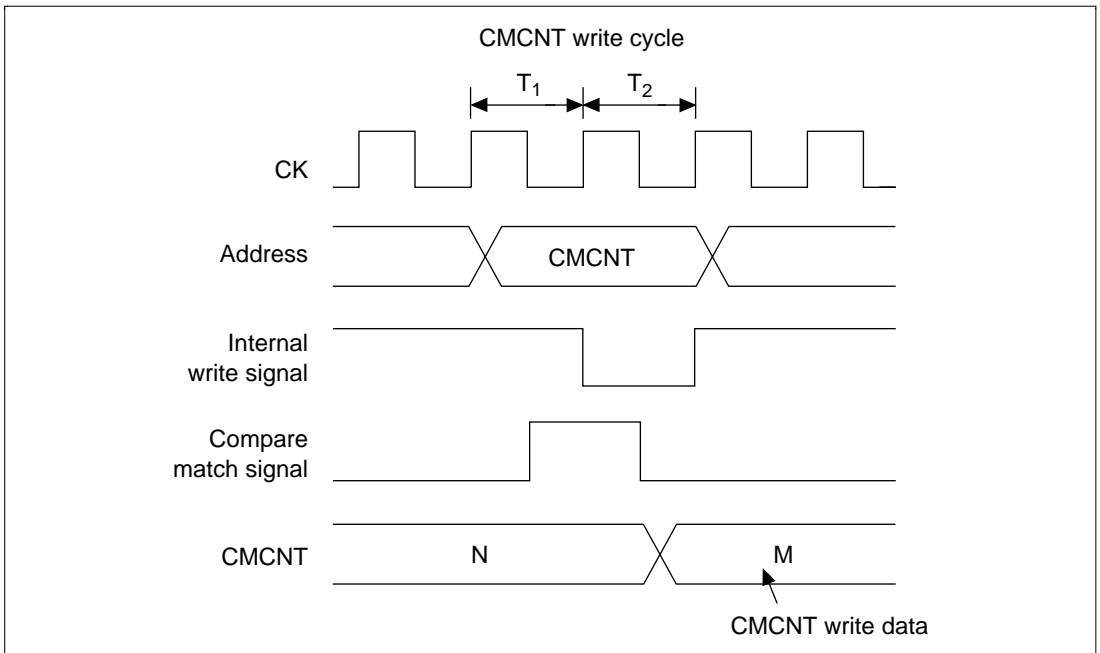 CMCNT write cycle
T1 T2
CK
Address
CMCNT
Internal
write signal
Compare
match signal
CMCNT
N
M
CMCNT write data